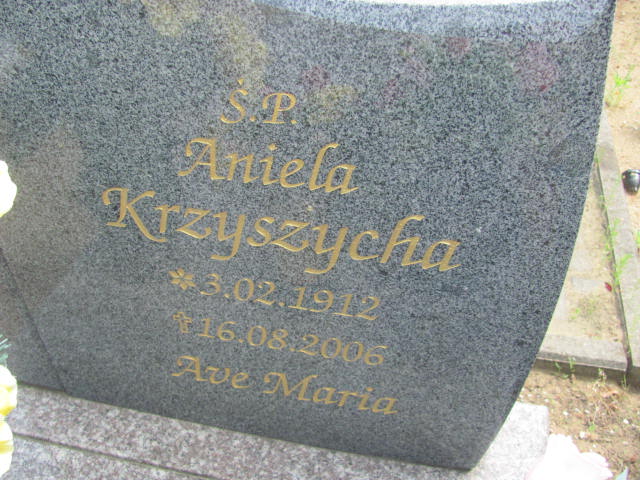 Ś.P.
Aniela
Krzyszycha
* 3.02.1912
✞ 16.08.2006
Ave Maria